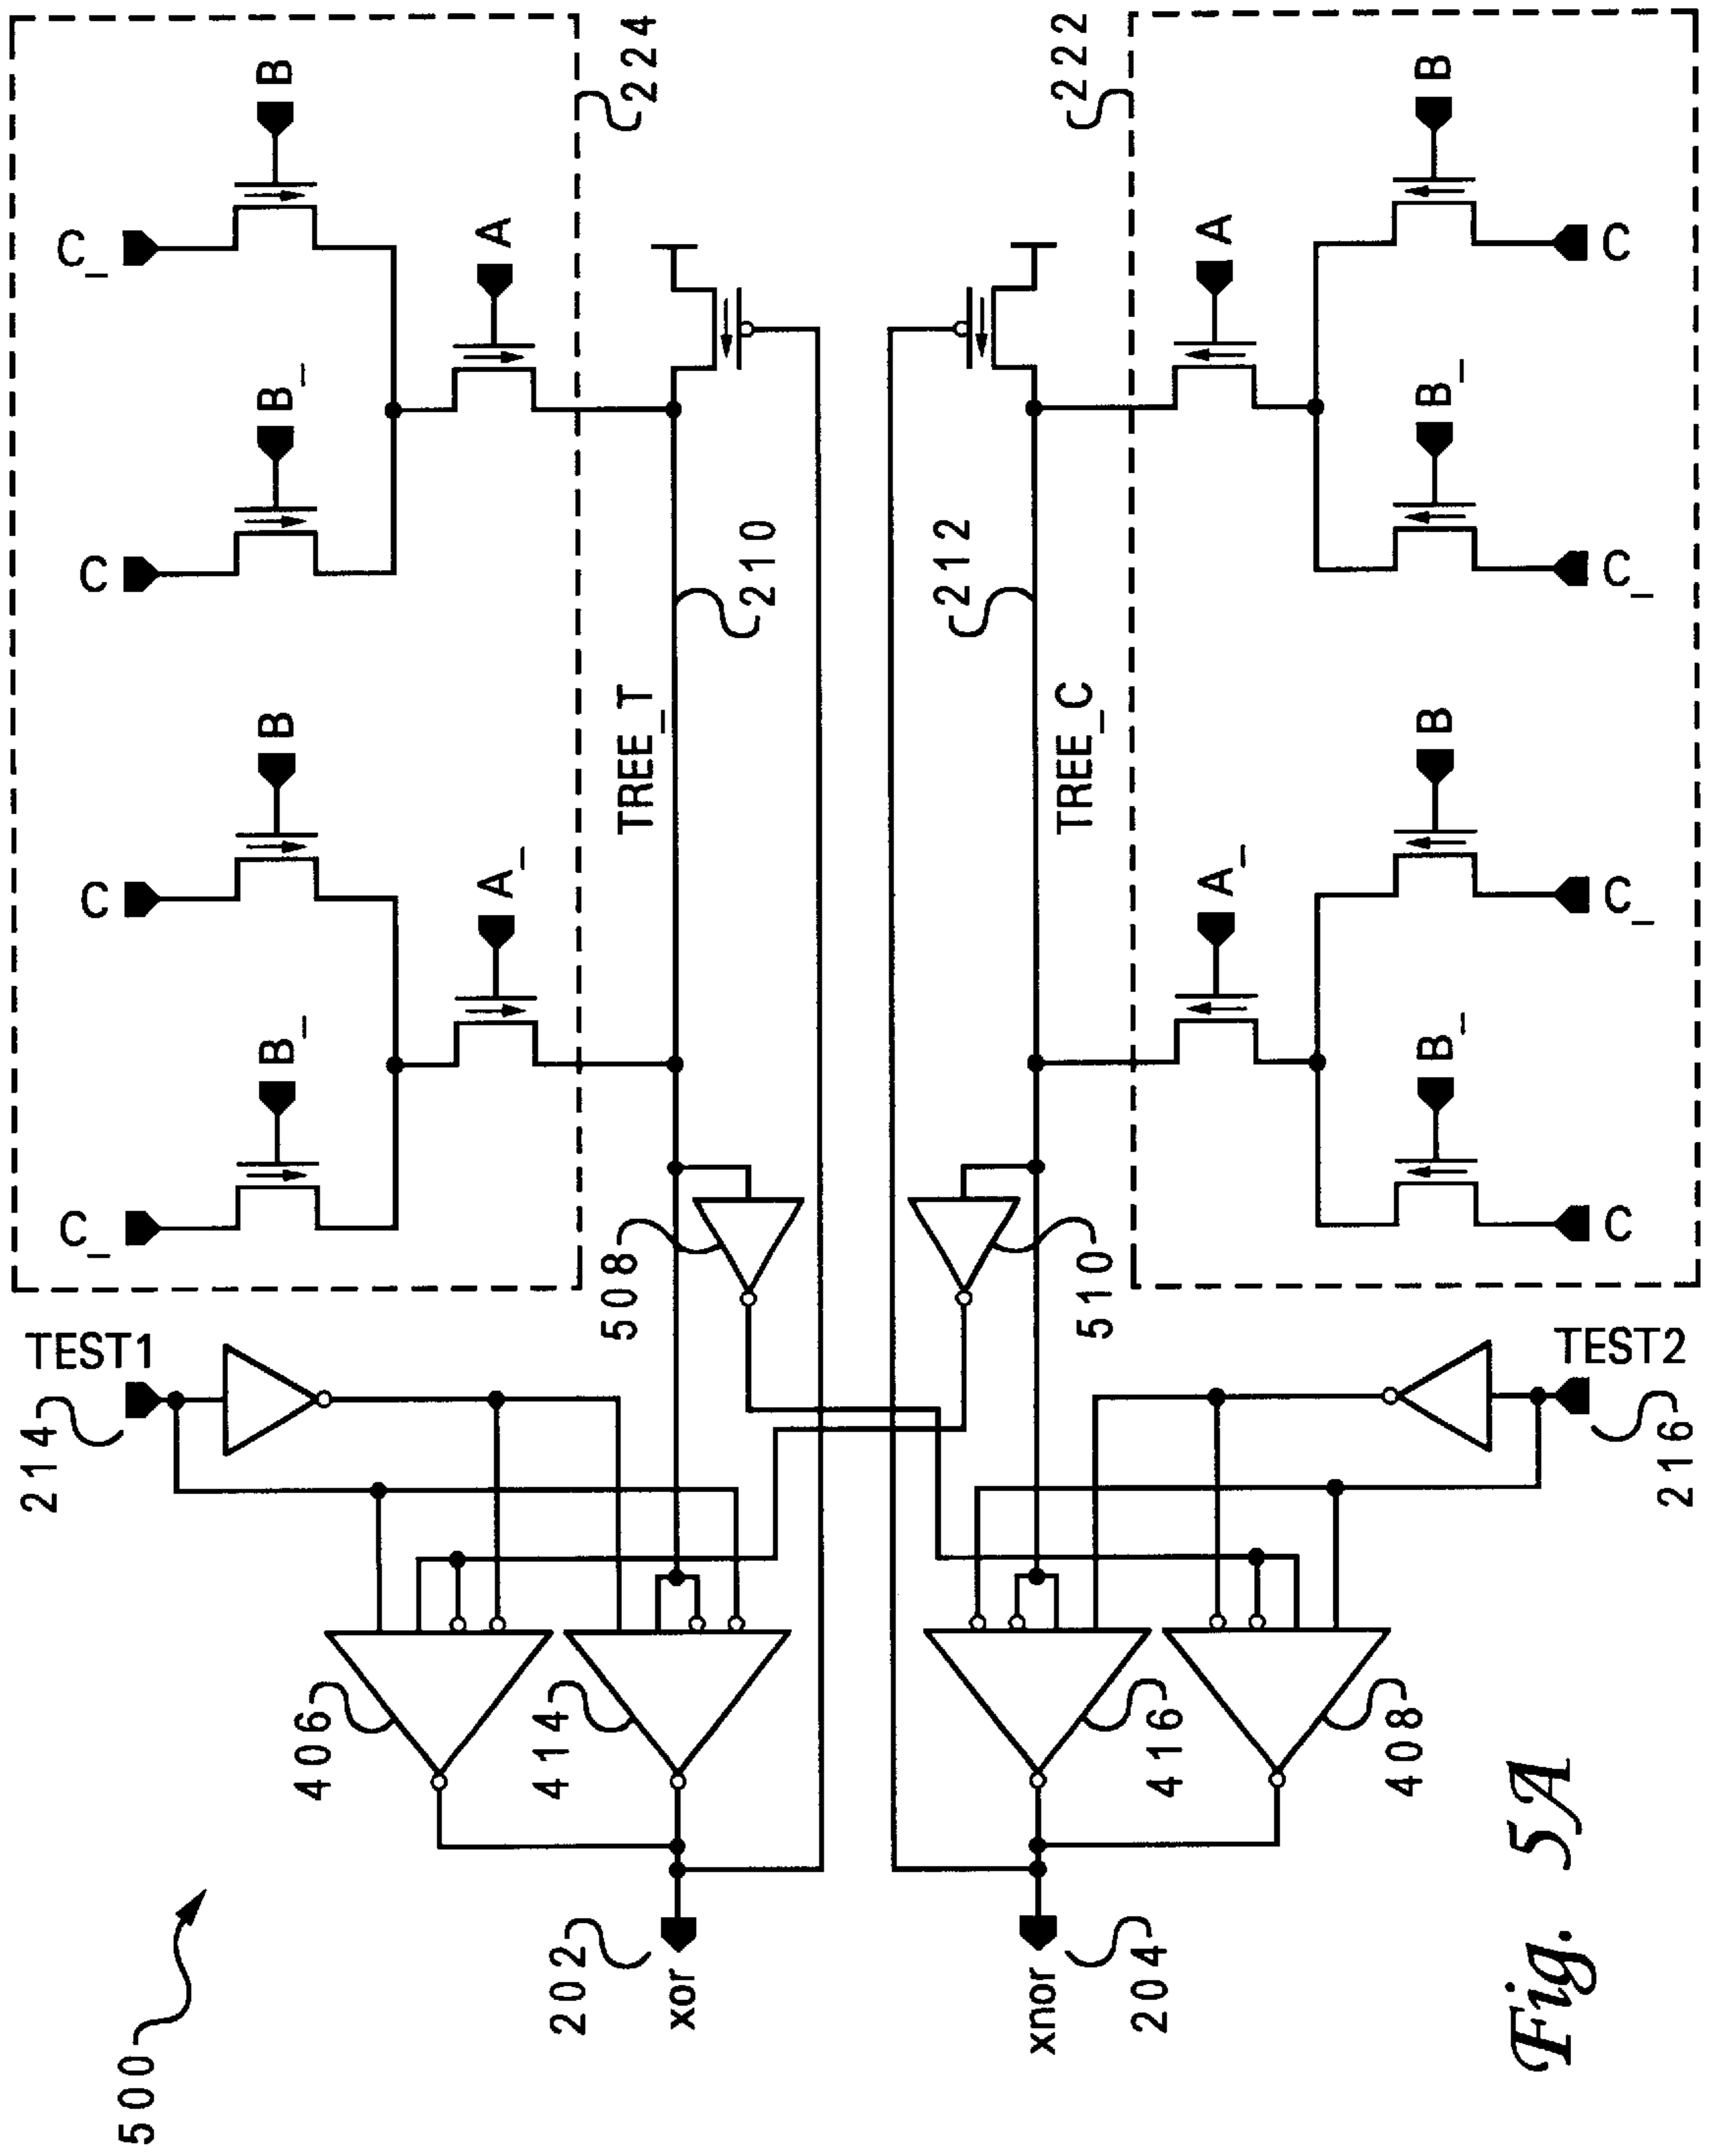 224
222
B
B
C_
A
A
C
B_
B_
C
C_
210
212
B
B
TREE_T
TREE_C
C
A_
A_
C_
B_
B_
C_
C
508
510
TEST1
TEST2
214
216
406
414
416
408
202
xor
xnor
204
500
Fig. 5A